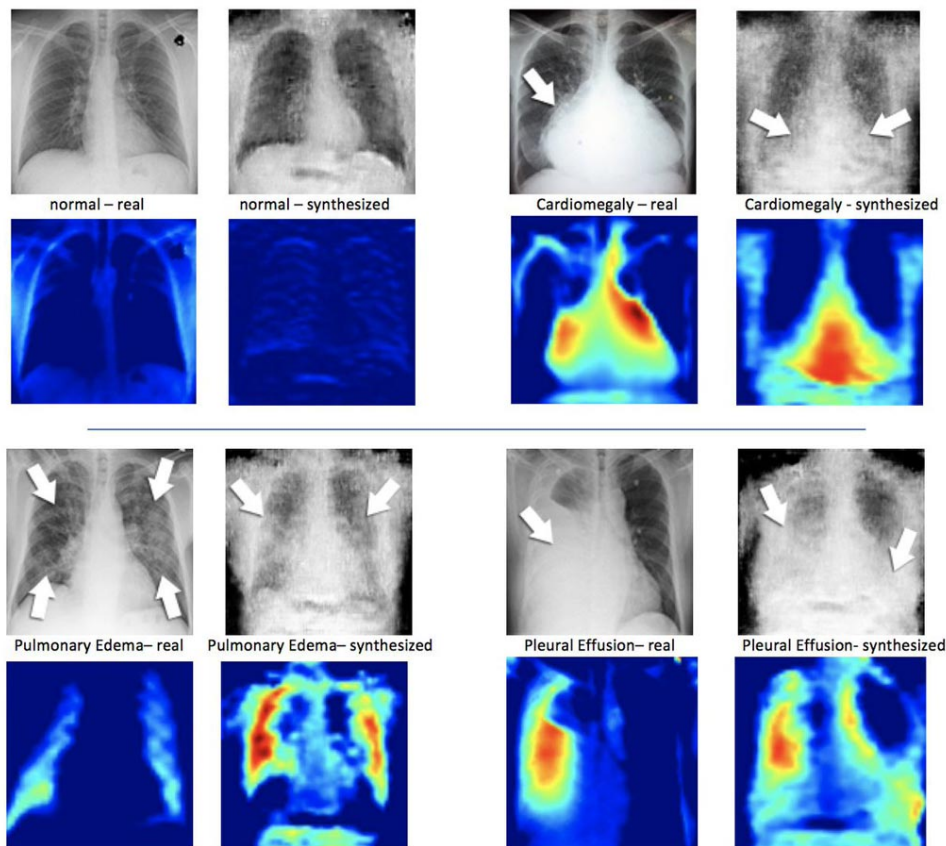 normal – real
normal – synthesized
Cardiomegaly – real
Cardiomegaly - synthesized
Pulmonary Edema– real
Pulmonary Edema– synthesized
Pleural Effusion– real
Pleural Effusion- synthesized